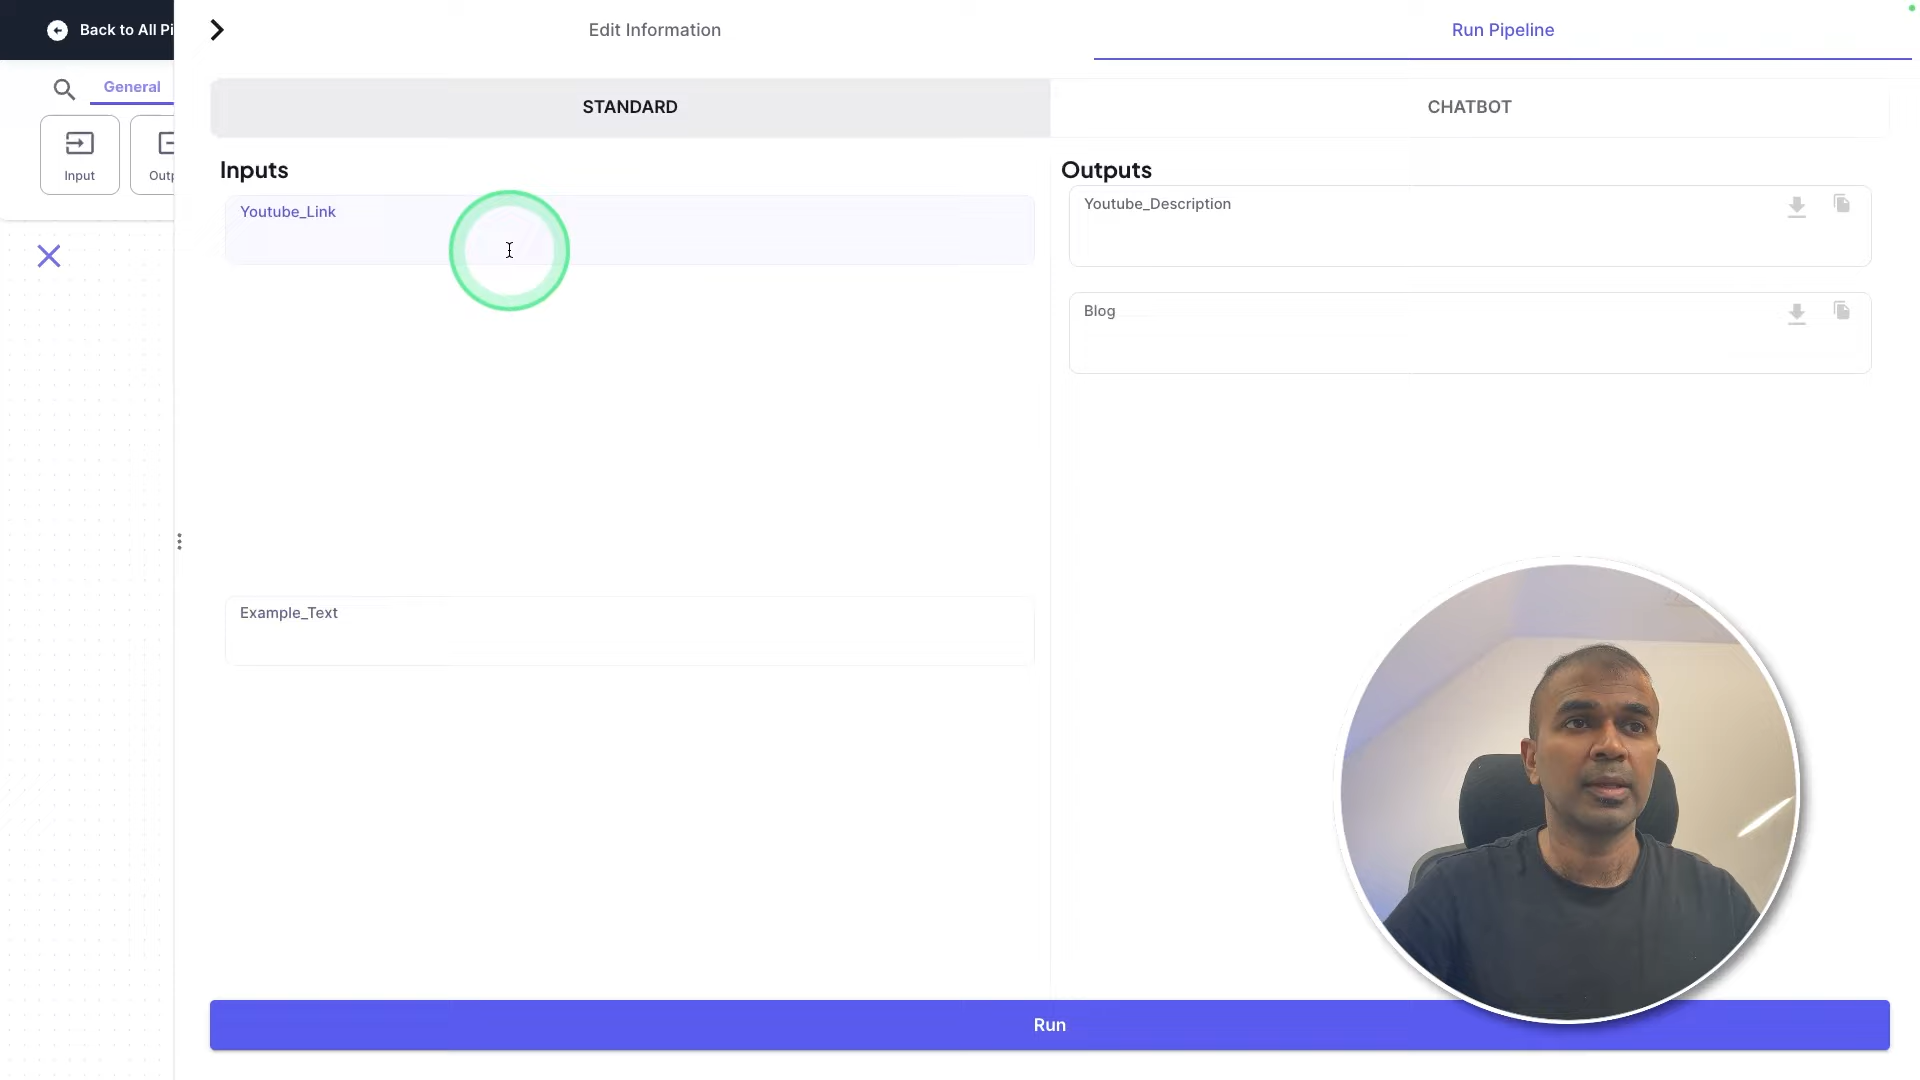 Back to All Pi
Edit Information
Run Pipeline
General
STANDARD
CHATBOT
Input
Outp
Inputs
Outputs
Youtube_Link
Youtube_Description
Blog
Example_Text
Run